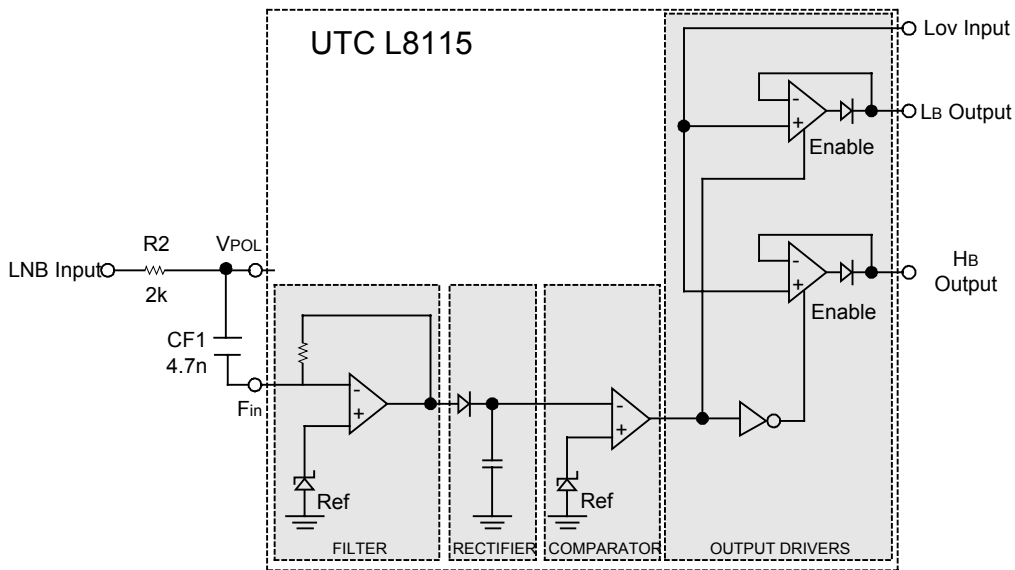 UTC L8115
Lov Input
-
+
LB Output
Enable
R2
VPOL
LNB Input
2k
-
+
HB
Output
Enable
CF1
4.7n
Fin
-
+
-
+
Ref
Ref
FILTER
RECTIFIER
COMPARATOR
OUTPUT DRIVERS